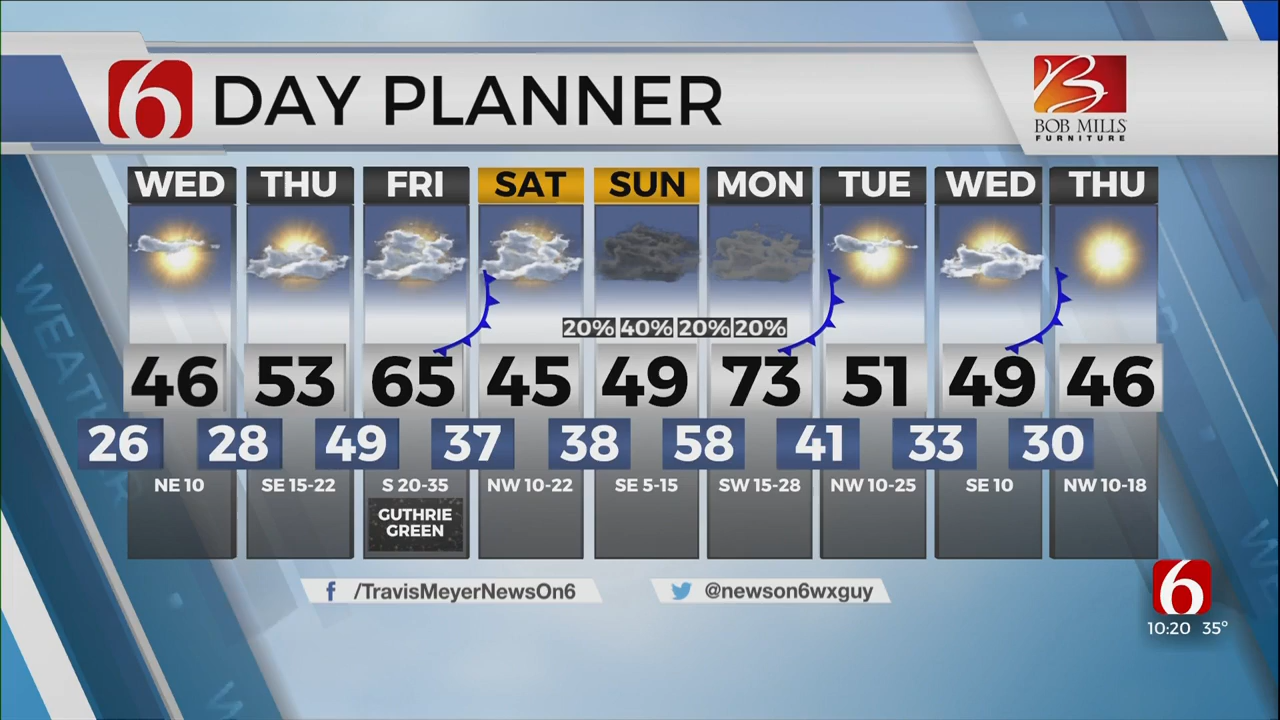 6 DAY PLANNER
BOB MILLS
FURNITURE
WED THU FRI SAT SUN MON TUE WED THU
20% 40% 20% 20%
46 53 65 45 49 73 51 49 46
26 28 49 37 38 58 41 33 30
NE 10 SE 15-22 S 20-35 NW 10-22 SE 5-15 SW 15-28 NW 10-25 SE 10 NW 10-18
GUTHRIE
GREEN
f /TravisMeyerNewsOn6 @newson6wxguy
6
10:20 35°